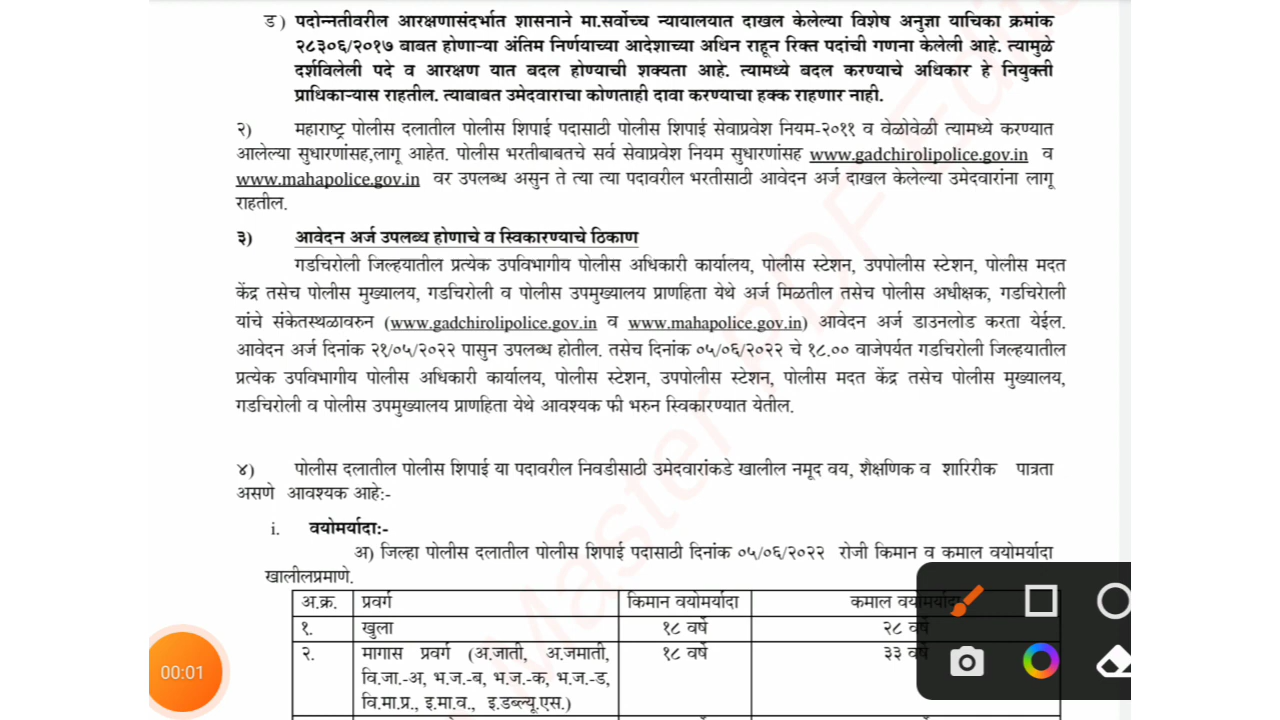 ड) पदोन्नतीवरील आरक्षणासंदर्भात शासनाने मा.सर्वोच्च न्यायालयात दाखल केलेल्या विशेष अनुज्ञा याचिका क्रमांक
२८३०६/२०१७ बाबत होणाऱ्या अंतिम निर्णयाच्या आदेशाच्या अधिन राहून रिक्त पदांची गणना केलेली आहे. त्यामुळे
दर्शविलेली पदे व आरक्षण यात बदल होण्याची शक्यता आहे. त्यामध्ये बदल करण्याचे अधिकार हे नियुक्ती
प्राधिकाऱ्यास राहतील. त्याबाबत उमेदवाराचा कोणताही दावा करण्याचा हक्क राहणार नाही.
२) महाराष्ट्र पोलीस दलातील पोलीस शिपाई पदासाठी पोलीस शिपाई सेवाप्रवेश नियम-२०११ व वेळोवेळी त्यामध्ये करण्यात
आलेल्या सुधारणांसह,लागू आहेत. पोलीस भरतीबाबतचे सर्व सेवाप्रवेश नियम सुधारणांसह www.gadchirolipolice.gov.in व
www.mahapolice.gov.in वर उपलब्ध असुन ते त्या त्या पदावरील भरतीसाठी आवेदन अर्ज दाखल केलेल्या उमेदवारांना लागू
राहतील.
३) आवेदन अर्ज उपलब्ध होणाचे व स्विकारण्याचे ठिकाण
गडचिरोली जिल्हयातील प्रत्येक उपविभागीय पोलीस अधिकारी कार्यालय, पोलीस स्टेशन, उपपोलीस स्टेशन, पोलीस मदत
केंद्र तसेच पोलीस मुख्यालय, गडचिरोली व पोलीस उपमुख्यालय प्राणहिता येथे अर्ज मिळतील तसेच पोलीस अधीक्षक, गडचिरोली
यांचे संकेतस्थळावरुन (www.gadchirolipolice.gov.in व www.mahapolice.gov.in) आवेदन अर्ज डाउनलोड करता येईल.
आवेदन अर्ज दिनांक २१/०५/२०२२ पासुन उपलब्ध होतील. तसेच दिनांक ०५/०६/२०२२ चे १८.०० वाजेपर्यत गडचिरोली जिल्हयातील
प्रत्येक उपविभागीय पोलीस अधिकारी कार्यालय, पोलीस स्टेशन, उपपोलीस स्टेशन, पोलीस मदत केंद्र तसेच पोलीस मुख्यालय,
गडचिरोली व पोलीस उपमुख्यालय प्राणहिता येथे आवश्यक फी भरुन स्विकारण्यात येतील.
४) पोलीस दलातील पोलीस शिपाई या पदावरील निवडीसाठी उमेदवारांकडे खालील नमूद वय, शैक्षणिक व शारिरीक पात्रता
असणे आवश्यक आहे:-
i. वयोमर्यादा:-
अ) जिल्हा पोलीस दलातील पोलीस शिपाई पदासाठी दिनांक ०५/०६/२०२२ रोजी किमान व कमाल वयोमर्यादा
खालीलप्रमाणे.
अ.क्र. प्रवर्ग किमान वयोमर्यादा कमाल वयोमर्यादा
१. खुला १८ वर्षे २८ वर्षे
२. मागास प्रवर्ग (अ.जाती, अ.जमाती, १८ वर्षे ३३ वर्षे
वि.जा.-अ, भ.ज.-ब, भ.ज.-क, भ.ज.-ड,
वि.मा.प्र., इ.मा.व., इ.डब्ल्यू.एस.)
00:01
Master PDF Editor